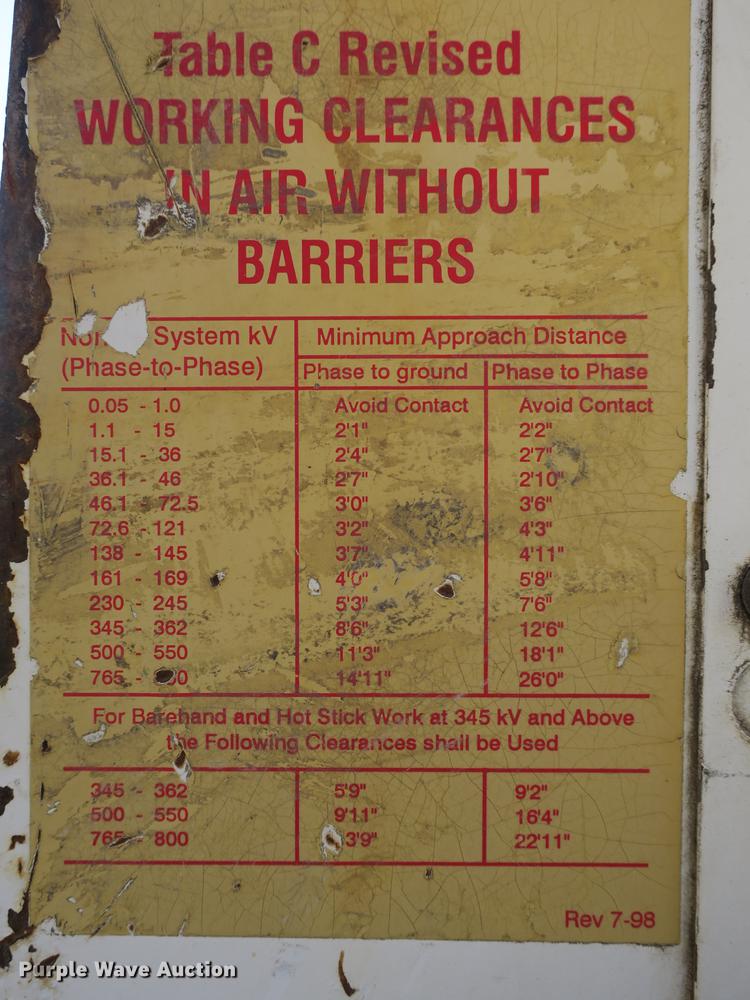 Table C Revised
WORKING CLEARANCES
IN AIR WITHOUT
BARRIERS
System kV Minimum Approach Distance
(Phase-to-Phase) Phase to ground Phase to Phase
0.05 - 1.0 Avoid Contact Avoid Contact
1.1 - 15 2'1" 2'2"
15.1 - 36 2'4" 2'7"
36.1 - 46 2'7" 2'10"
46.1 - 72.5 3'0" 3'6"
72.6 - 121 3'2" 4'3"
138 - 145 3'7" 4'11"
161 - 169 4'0" 5'8"
230 - 245 5'3" 7'6"
345 - 362 8'6" 12'6"
500 - 550 11'3" 18'1"
765 - 14'11" 26'0"
For Barehand and Hot Stick Work at 345 kV and Above
the Following Clearances shall be Used
345 - 362 5'9" 9'2"
500 - 550 9'11" 16'4"
765 - 800 22'11"
Rev 7-98
Purple Wave Auction